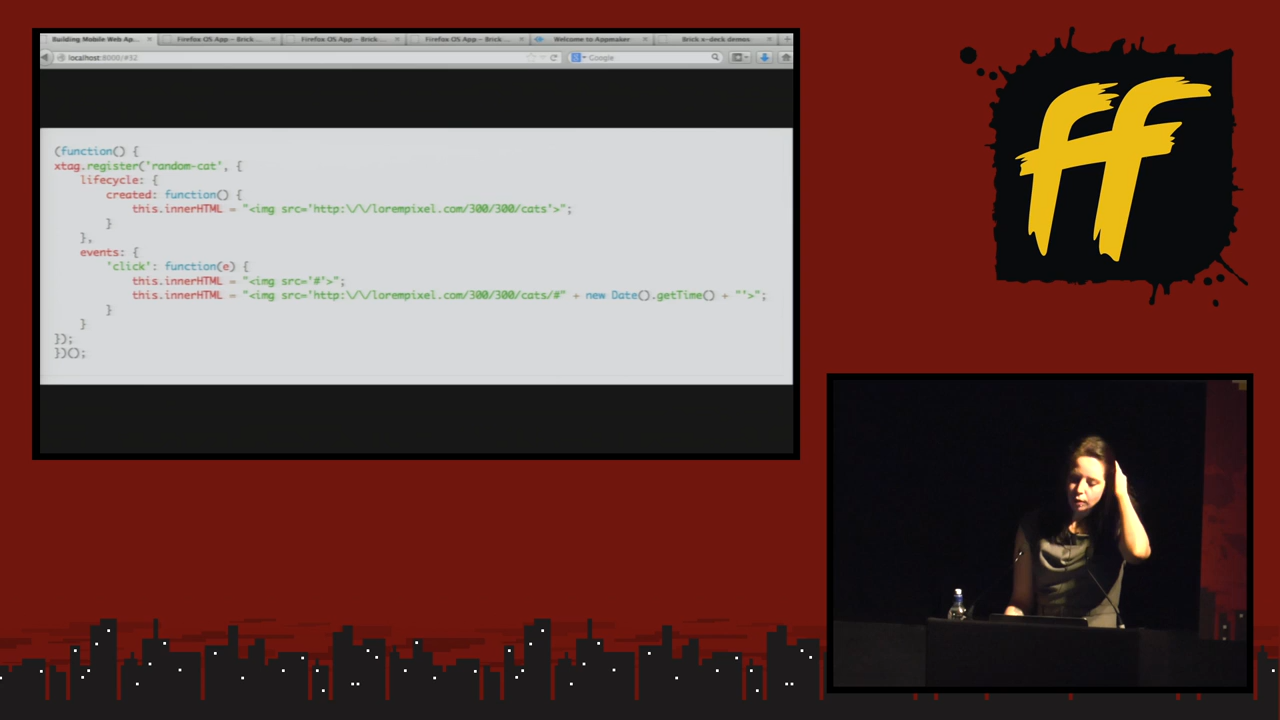 Building Mobile Web Ap...
Firefox OS App – Brick ...
Firefox OS App – Brick ...
Firefox OS App – Brick ...
Welcome to Appmaker
Brick x-deck demos
localhost:8000/#32
Google
(function() {
xtag.register('random-cat', {
lifecycle: {
created: function() {
this.innerHTML = "<img src='http:\/\/lorempixel.com/300/300/cats'>";
}
},
events: {
'click': function(e) {
this.innerHTML = "<img src='#'>";
this.innerHTML = "<img src='http:\/\/lorempixel.com/300/300/cats/#" + new Date().getTime() + "'>";
}
}
});
})();
ff